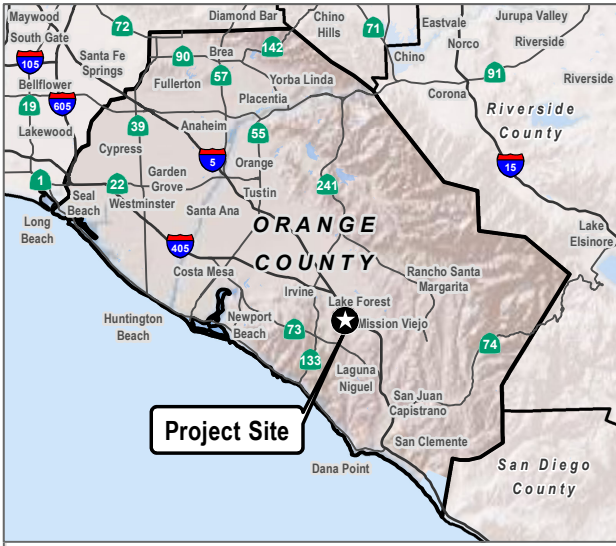 Maywood
72
Diamond Bar
Chino
Hills
71
Eastvale
Jurupa Valley
South Gate
Norco
Riverside
142
Brea
90
Santa Fe
Springs
105
Chino
57
91
Yorba Linda
Riverside
Bellflower
Fullerton
Corona
605
Placentia
19
Riverside
County
39
Anaheim
55
Lakewood
Cypress
5
Orange
15
Garden
Grove
241
1
22
Seal
Beach
Tustin
Westminster
Santa Ana
Long
Beach
ORANGE
COUNTY
Lake
Elsinore
405
Costa Mesa
Rancho Santa
Margarita
Irvine
Lake Forest
Huntington
Beach
Newport
Beach
Mission Viejo
73
74
133
Laguna
Niguel
San Juan
Capistrano
Project Site
San Clemente
Dana Point
San Diego
County